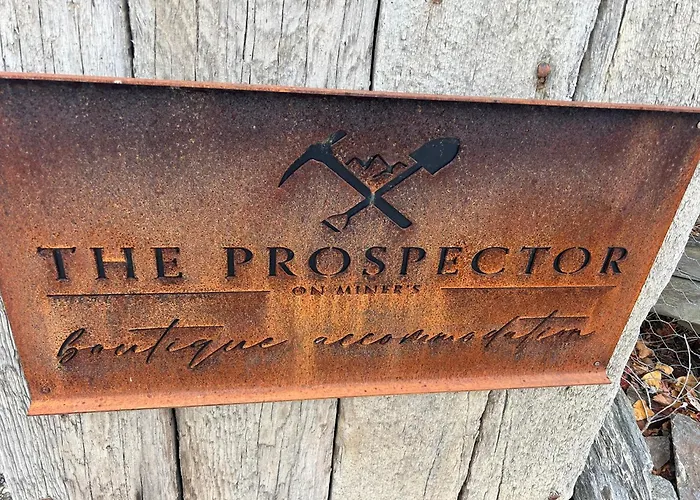 THE PROSPECTOR
ON MINER'S
boutique accommodation